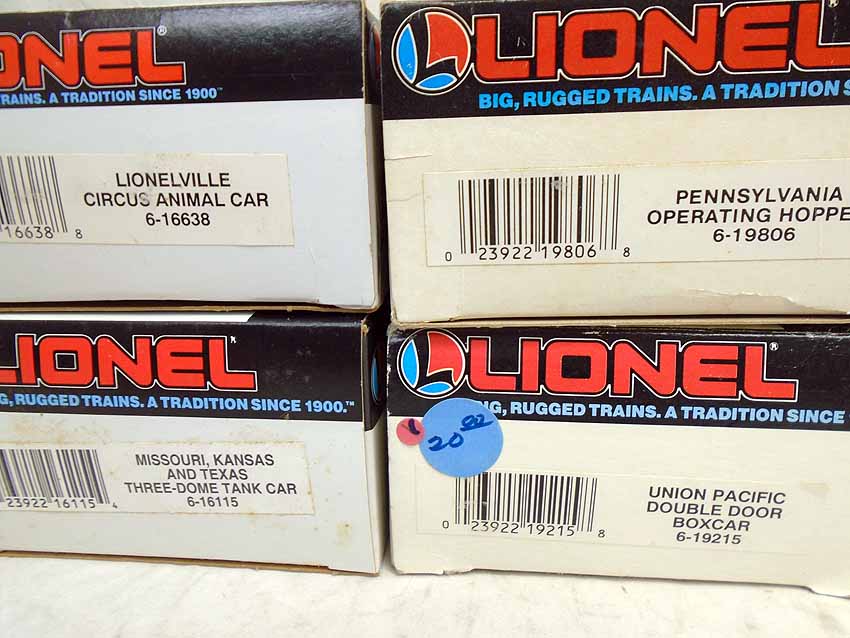 ONEL®
TRAINS. A TRADITION SINCE 1900™
LIONELVILLE
CIRCUS ANIMAL CAR
6-16638
16638 8
L LIONEL
BIG, RUGGED TRAINS. A TRADITION S
PENNSYLVANIA
OPERATING HOPPE
6-19806
0 23922 19806 8
LIONEL®
G, RUGGED TRAINS. A TRADITION SINCE 1900.™
MISSOURI, KANSAS
AND TEXAS
THREE-DOME TANK CAR
6-16115
23922 16115 4
L LIONEL®
G, RUGGED TRAINS. A TRADITION SINCE
20.00
UNION PACIFIC
DOUBLE DOOR
BOXCAR
6-19215
0 23922 19215 8